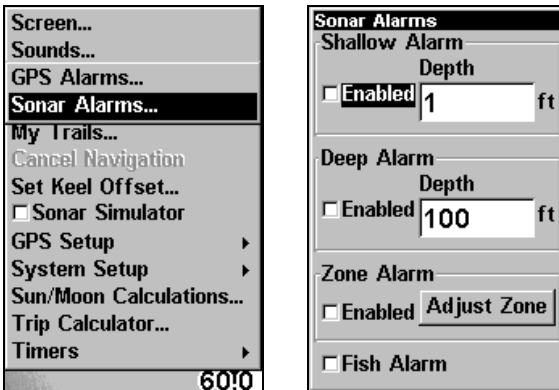 Screen...
Sounds...
GPS Alarms...
Sonar Alarms...
My Trails...
Cancel Navigation
Set Keel Offset...
Sonar Simulator
GPS Setup
System Setup
Sun/Moon Calculations...
Trip Calculator...
Timers
60.0
Sonar Alarms
Shallow Alarm
Depth
Enabled 1 ft
Deep Alarm
Depth
Enabled 100 ft
Zone Alarm
Enabled Adjust Zone
Fish Alarm